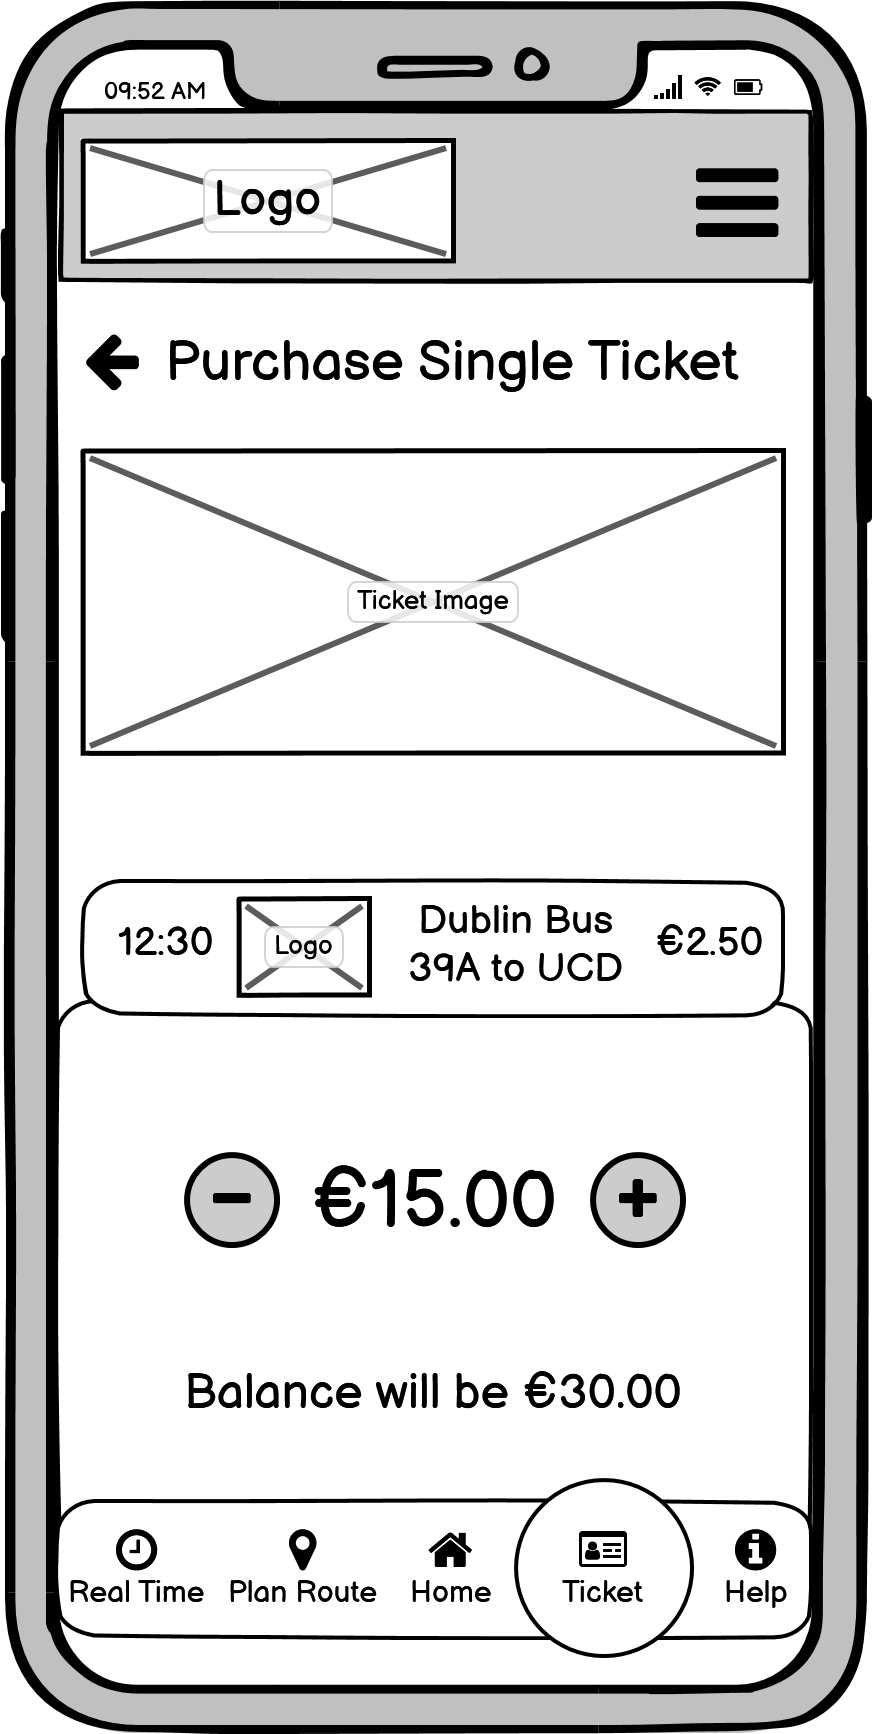 09:52 AM
Logo
Purchase Single Ticket
Ticket Image
12:30
Logo
Dublin Bus
39A to UCD
€2.50
€15.00
Balance will be €30.00
Real Time
Plan Route
Home
Ticket
Help